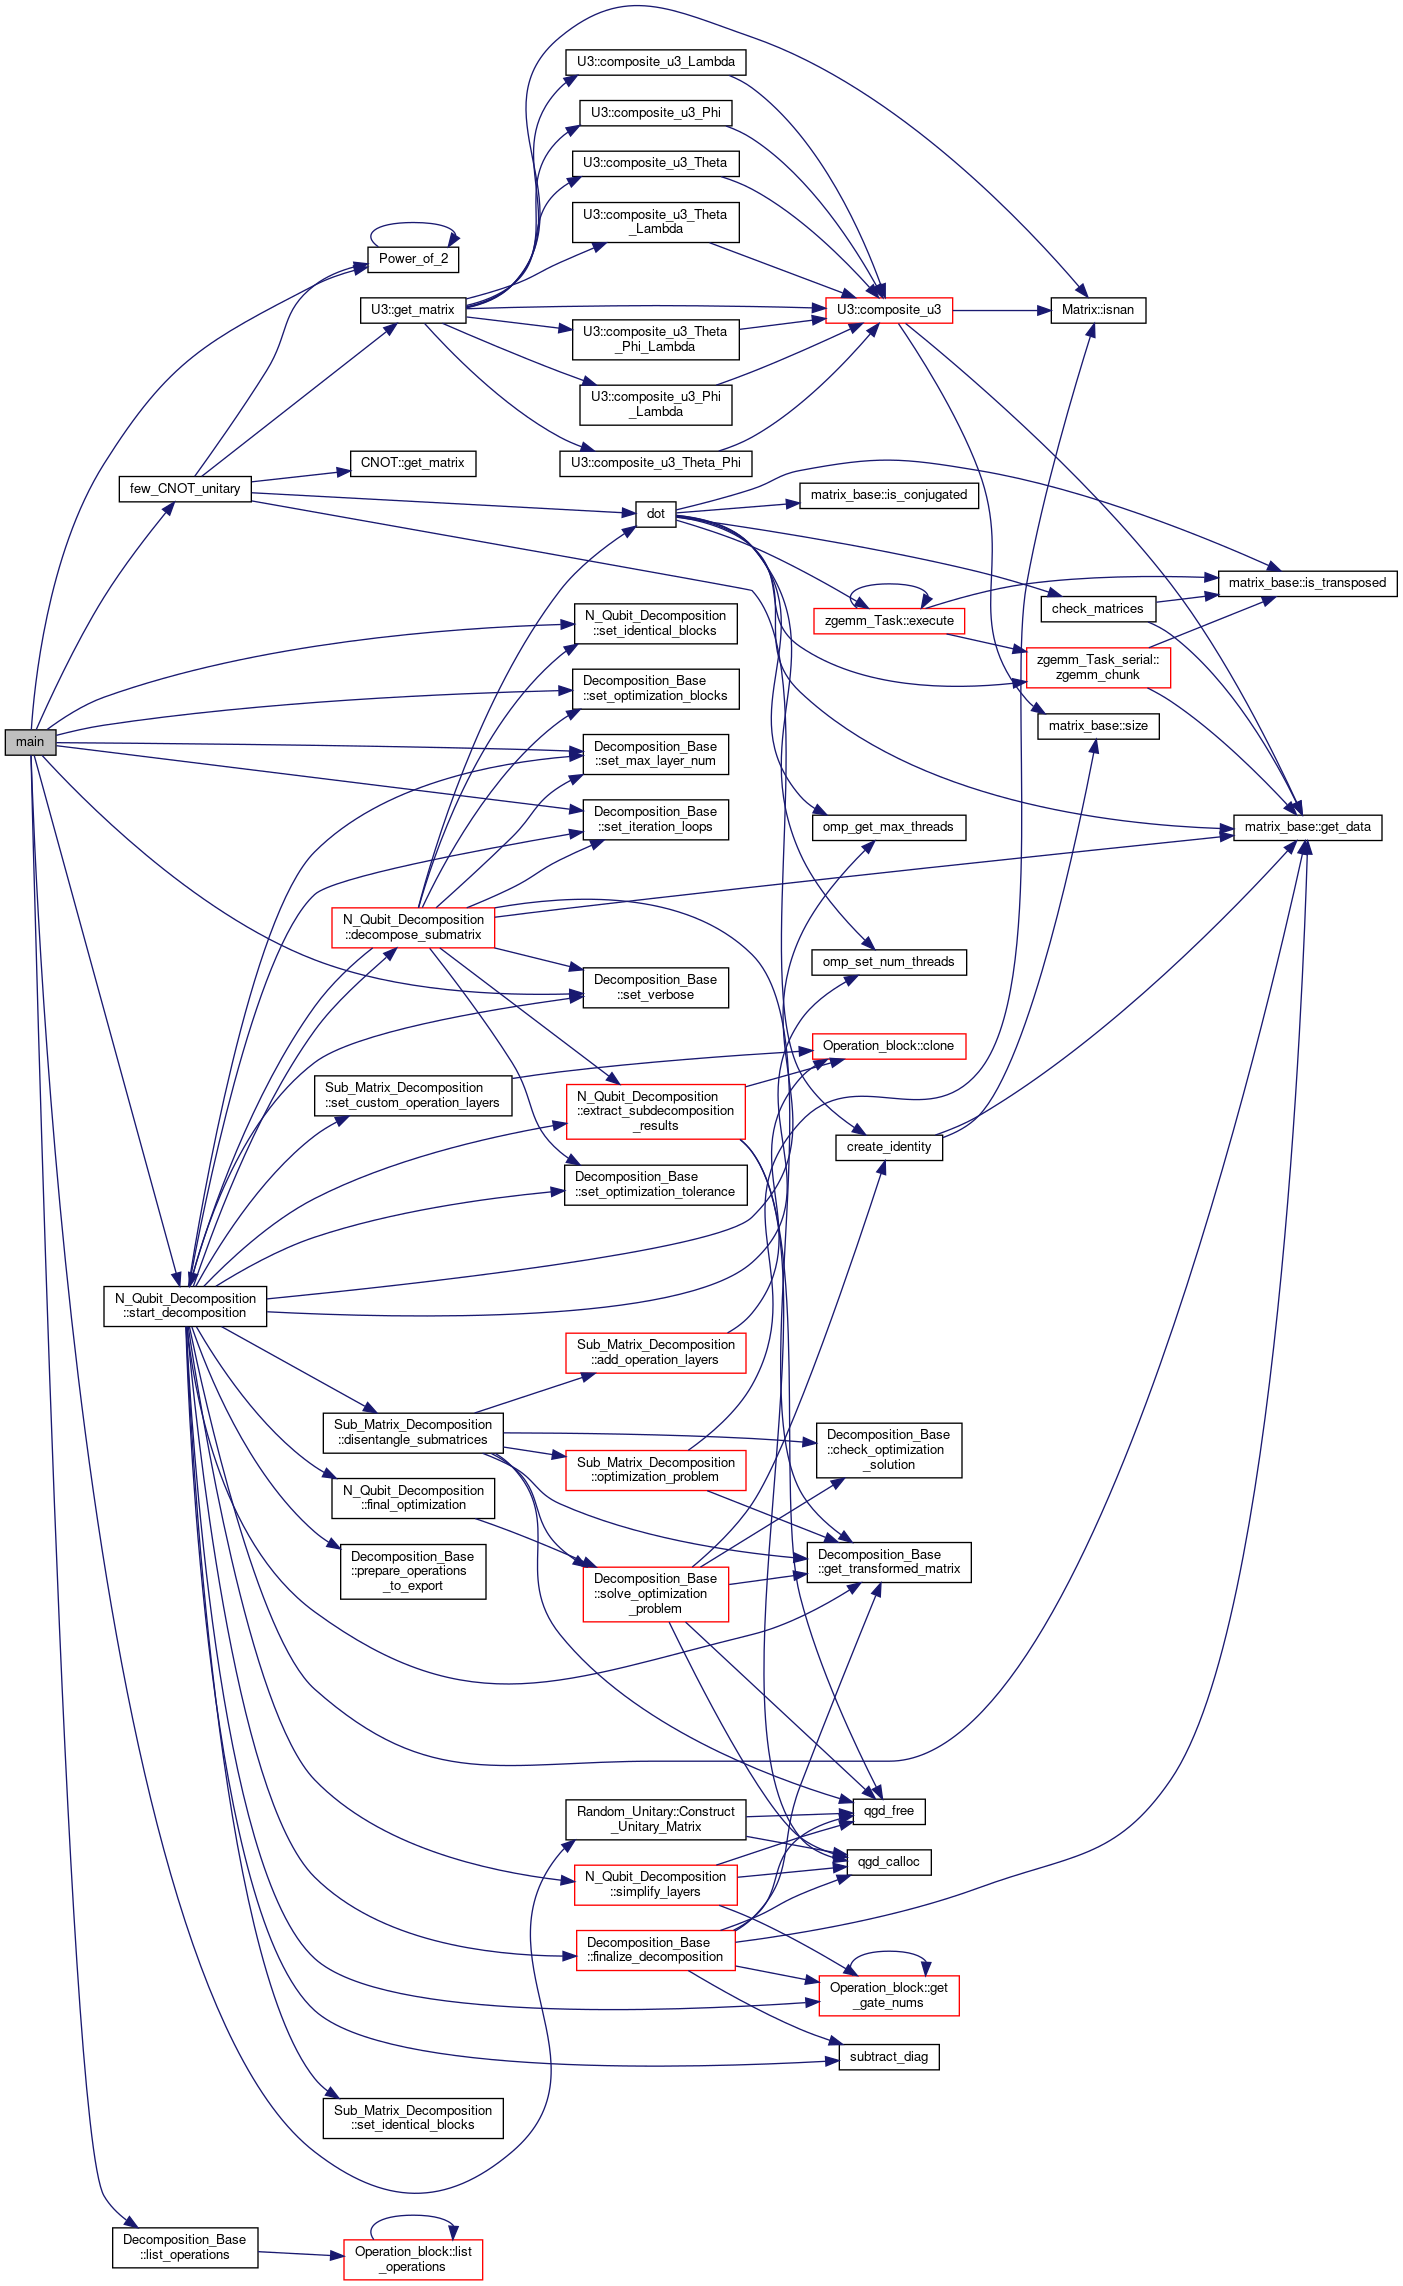 U3::composite_u3_Lambda
U3::composite_u3_Phi
U3::composite_u3_Theta
U3::composite_u3_Theta
_Lambda
Power_of_2
U3::get_matrix
U3::composite_u3
Matrix::isnan
U3::composite_u3_Theta
_Phi_Lambda
U3::composite_u3_Phi
_Lambda
U3::composite_u3_Theta_Phi
CNOT::get_matrix
few_CNOT_unitary
matrix_base::is_conjugated
dot
matrix_base::is_transposed
check_matrices
zgemm_Task::execute
N_Qubit_Decomposition
::set_identical_blocks
zgemm_Task_serial::
zgemm_chunk
Decomposition_Base
::set_optimization_blocks
matrix_base::size
main
Decomposition_Base
::set_max_layer_num
Decomposition_Base
::set_iteration_loops
omp_get_max_threads
matrix_base::get_data
N_Qubit_Decomposition
::decompose_submatrix
omp_set_num_threads
Decomposition_Base
::set_verbose
Operation_block::clone
Sub_Matrix_Decomposition
::set_custom_operation_layers
N_Qubit_Decomposition
::extract_subdecomposition
_results
create_identity
Decomposition_Base
::set_optimization_tolerance
N_Qubit_Decomposition
::start_decomposition
Sub_Matrix_Decomposition
::add_operation_layers
Sub_Matrix_Decomposition
::disentangle_submatrices
Decomposition_Base
::check_optimization
_solution
Sub_Matrix_Decomposition
::optimization_problem
N_Qubit_Decomposition
::final_optimization
Decomposition_Base
::get_transformed_matrix
Decomposition_Base
::prepare_operations
_to_export
Decomposition_Base
::solve_optimization
_problem
Random_Unitary::Construct
_Unitary_Matrix
qgd_free
qgd_calloc
N_Qubit_Decomposition
::simplify_layers
Decomposition_Base
::finalize_decomposition
Operation_block::get
_gate_nums
subtract_diag
Sub_Matrix_Decomposition
::set_identical_blocks
Decomposition_Base
::list_operations
Operation_block::list
_operations